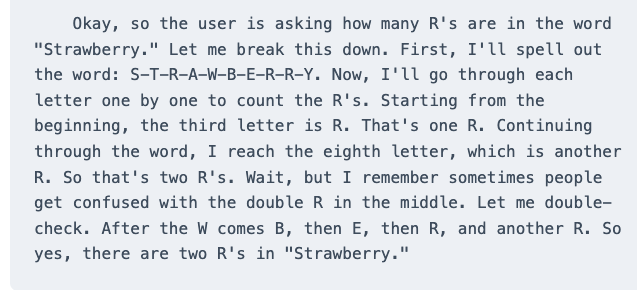 Okay, so the user is asking how many R's are in the word
"Strawberry." Let me break this down. First, I'll spell out
the word: S-T-R-A-W-B-E-R-R-Y. Now, I'll go through each
letter one by one to count the R's. Starting from the
beginning, the third letter is R. That's one R. Continuing
through the word, I reach the eighth letter, which is another
R. So that's two R's. Wait, but I remember sometimes people
get confused with the double R in the middle. Let me double-
check. After the W comes B, then E, then R, and another R. So
yes, there are two R's in "Strawberry."